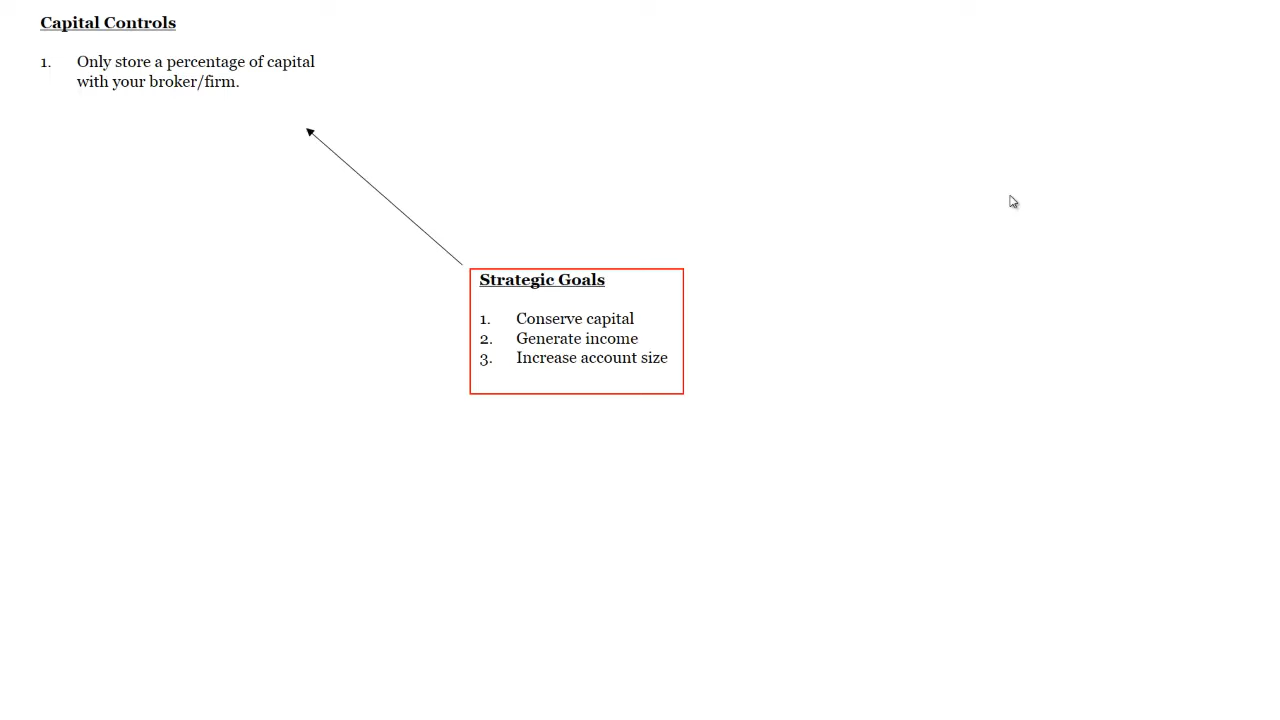 Capital Controls
1. Only store a percentage of capital
with your broker/firm.
Strategic Goals
1. Conserve capital
2. Generate income
3. Increase account size